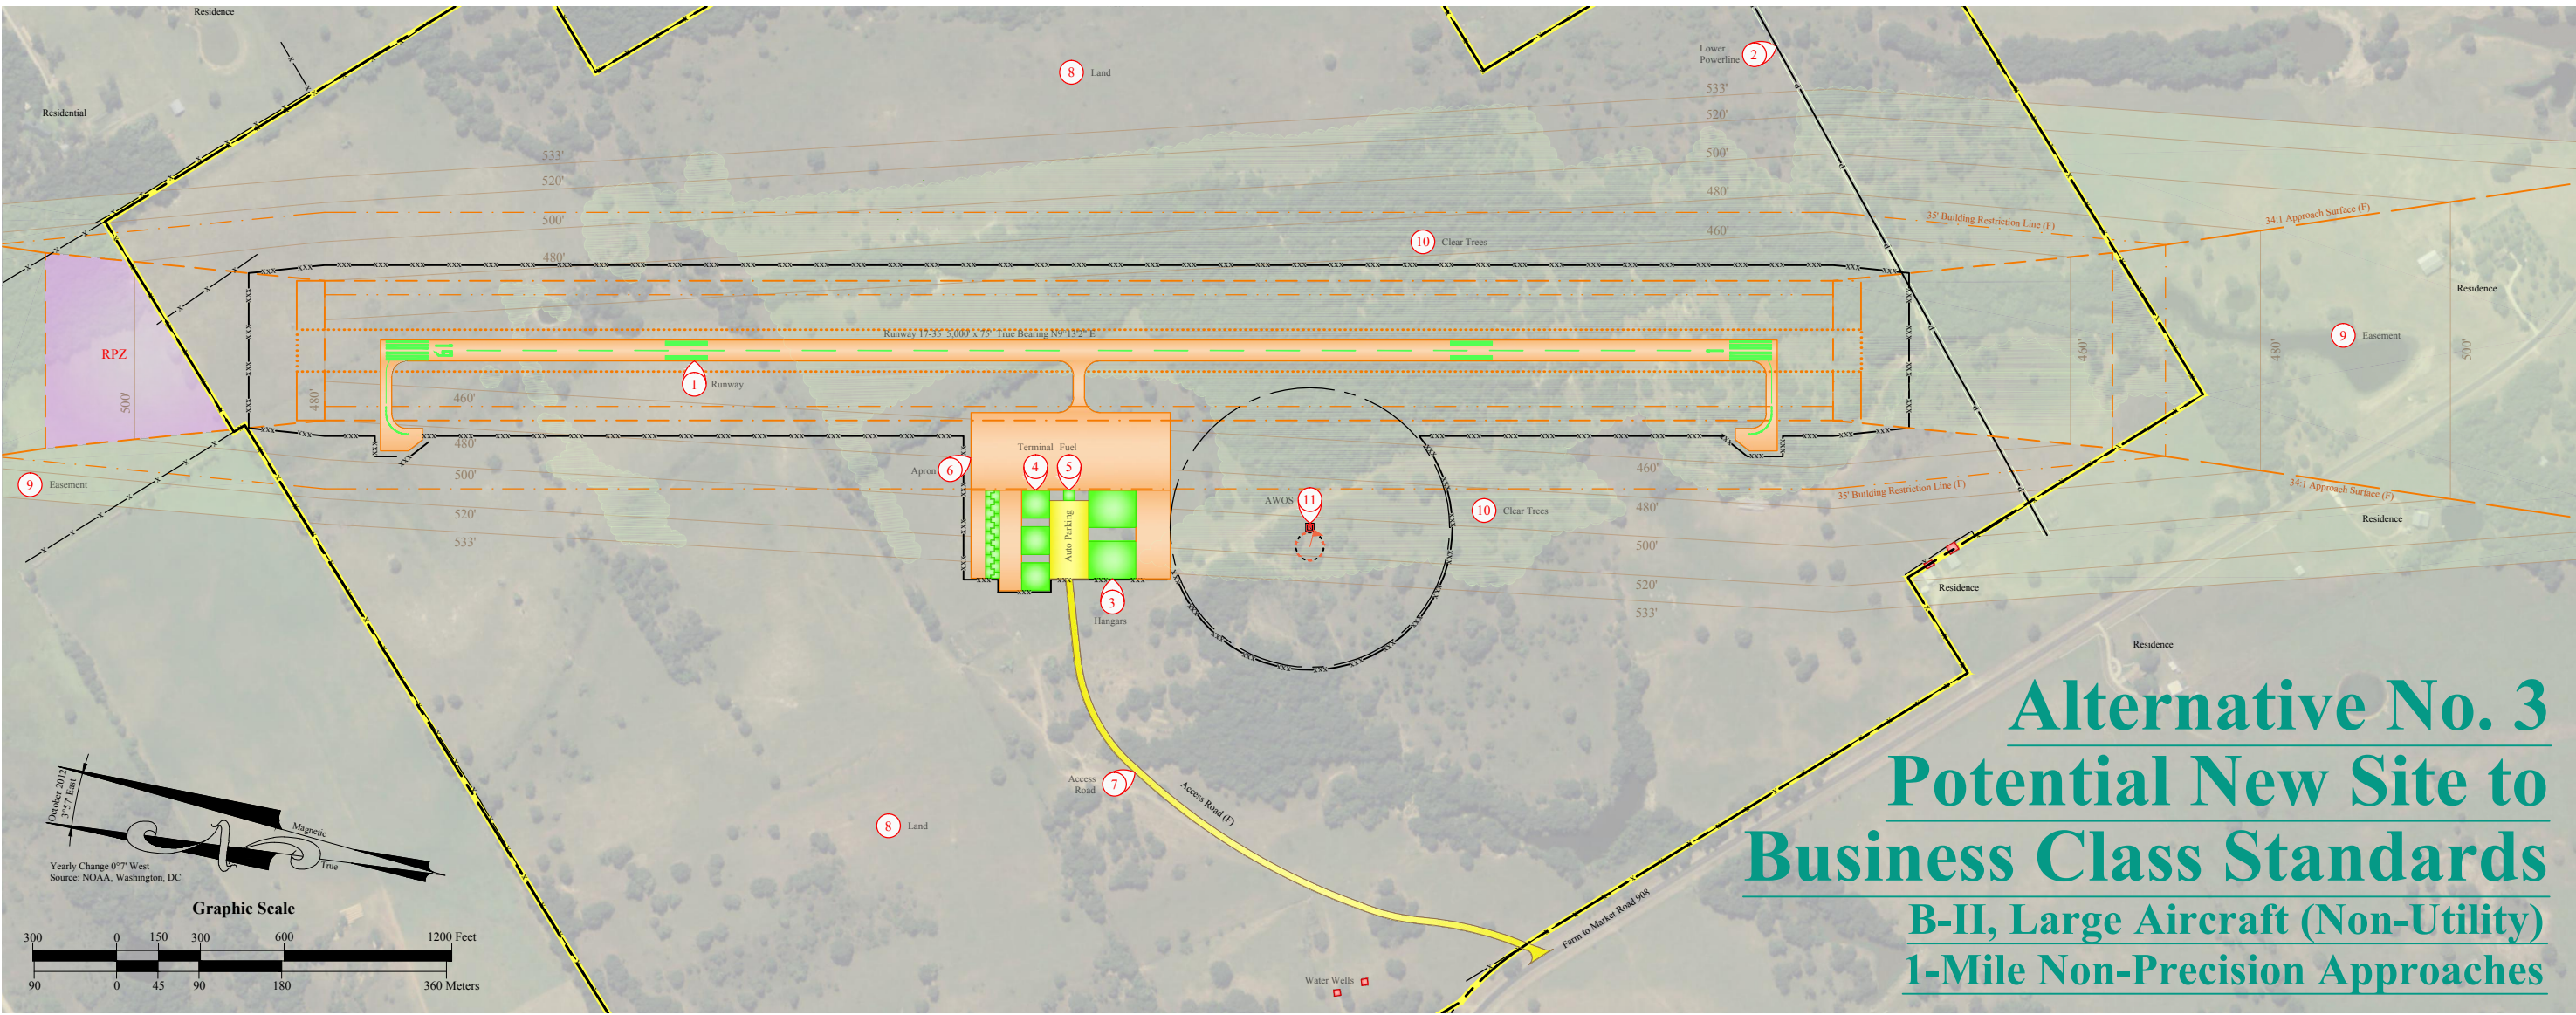 Residence
Residential
8 Land
Lower
Powerline
2
533'
520'
500'
480'
460'
533'
520'
500'
480'
10 Clear Trees
35' Building Restriction Line (F)
34:1 Approach Surface (F)
Residence
9 Easement
RPZ
500'
480'
460'
480'
500'
Runway 17-35 5,000' x 75' True Bearing N9°13'2" E
17
1 Runway
460'
480'
500'
520'
533'
9 Easement
Terminal Fuel
4
5
Apron 6
Auto Parking
3
Hangars
AWOS 11
10 Clear Trees
460'
480'
500'
520'
533'
35' Building Restriction Line (F)
34:1 Approach Surface (F)
Residence
Residence
Residence
Access
Road
7
Access Road (F)
8 Land
Farm to Market Road 908
Water Wells
October 2012
3°57' East
Magnetic
True
N
Yearly Change 0°7' West
Source: NOAA, Washington, DC
Graphic Scale
300 0 150 300 600 1200 Feet
90 0 45 90 180 360 Meters
Alternative No. 3
Potential New Site to
Business Class Standards
B-II, Large Aircraft (Non-Utility)
1-Mile Non-Precision Approaches